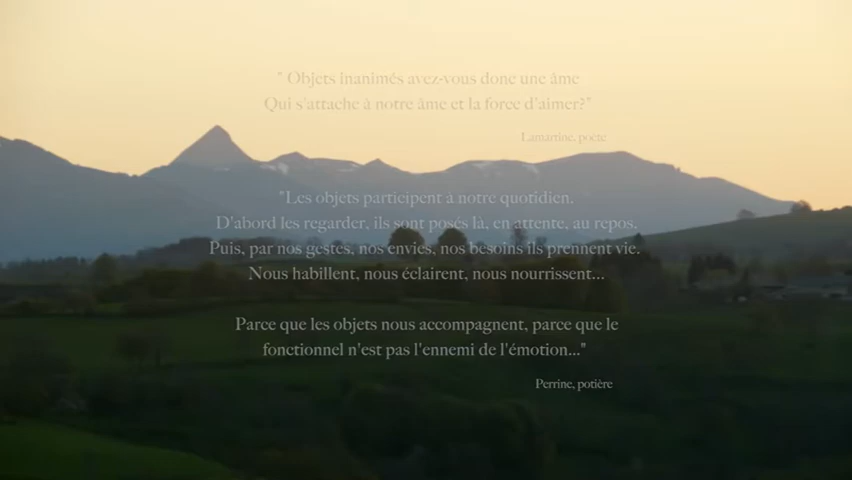 " Objets inanimés avez-vous donc une âme
Qui s'attache à notre âme et la force d'aimer?"
Lamartine, poète
"Les objets participent à notre quotidien.
D'abord les regarder, ils sont posés là, en attente, au repos.
Puis, par nos gestes, nos envies, nos besoins ils prennent vie.
Nous habillent, nous éclairent, nous nourrissent...
Parce que les objets nous accompagnent, parce que le
fonctionnel n'est pas l'ennemi de l'émotion..."
Perrine, potière